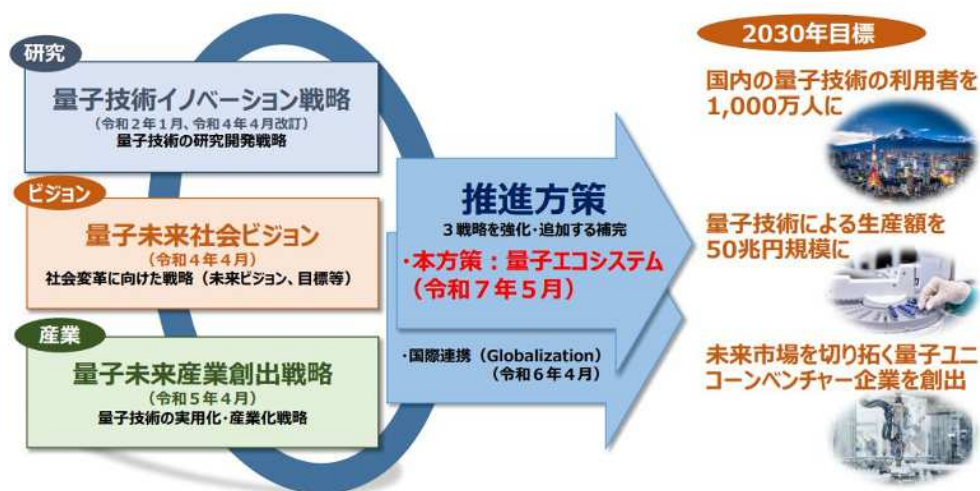 研究
量子技術イノベーション戦略
（令和２年１月、令和４年４月改訂）
量子技術の研究開発戦略
ビジョン
量子未来社会ビジョン
（令和４年４月）
社会変革に向けた戦略（未来ビジョン、目標等）
産業
量子未来産業創出戦略
（令和５年４月）
量子技術の実用化・産業化戦略
推進方策
３戦略を強化・追加する補完
・本方策：量子エコシステム
（令和７年５月）
・国際連携（Globalization）
（令和６年４月）
2030年目標
国内の量子技術の利用者を
1,000万人に
量子技術による生産額を
50兆円規模に
未来市場を切り拓く量子ユニ
コーンベンチャー企業を創出